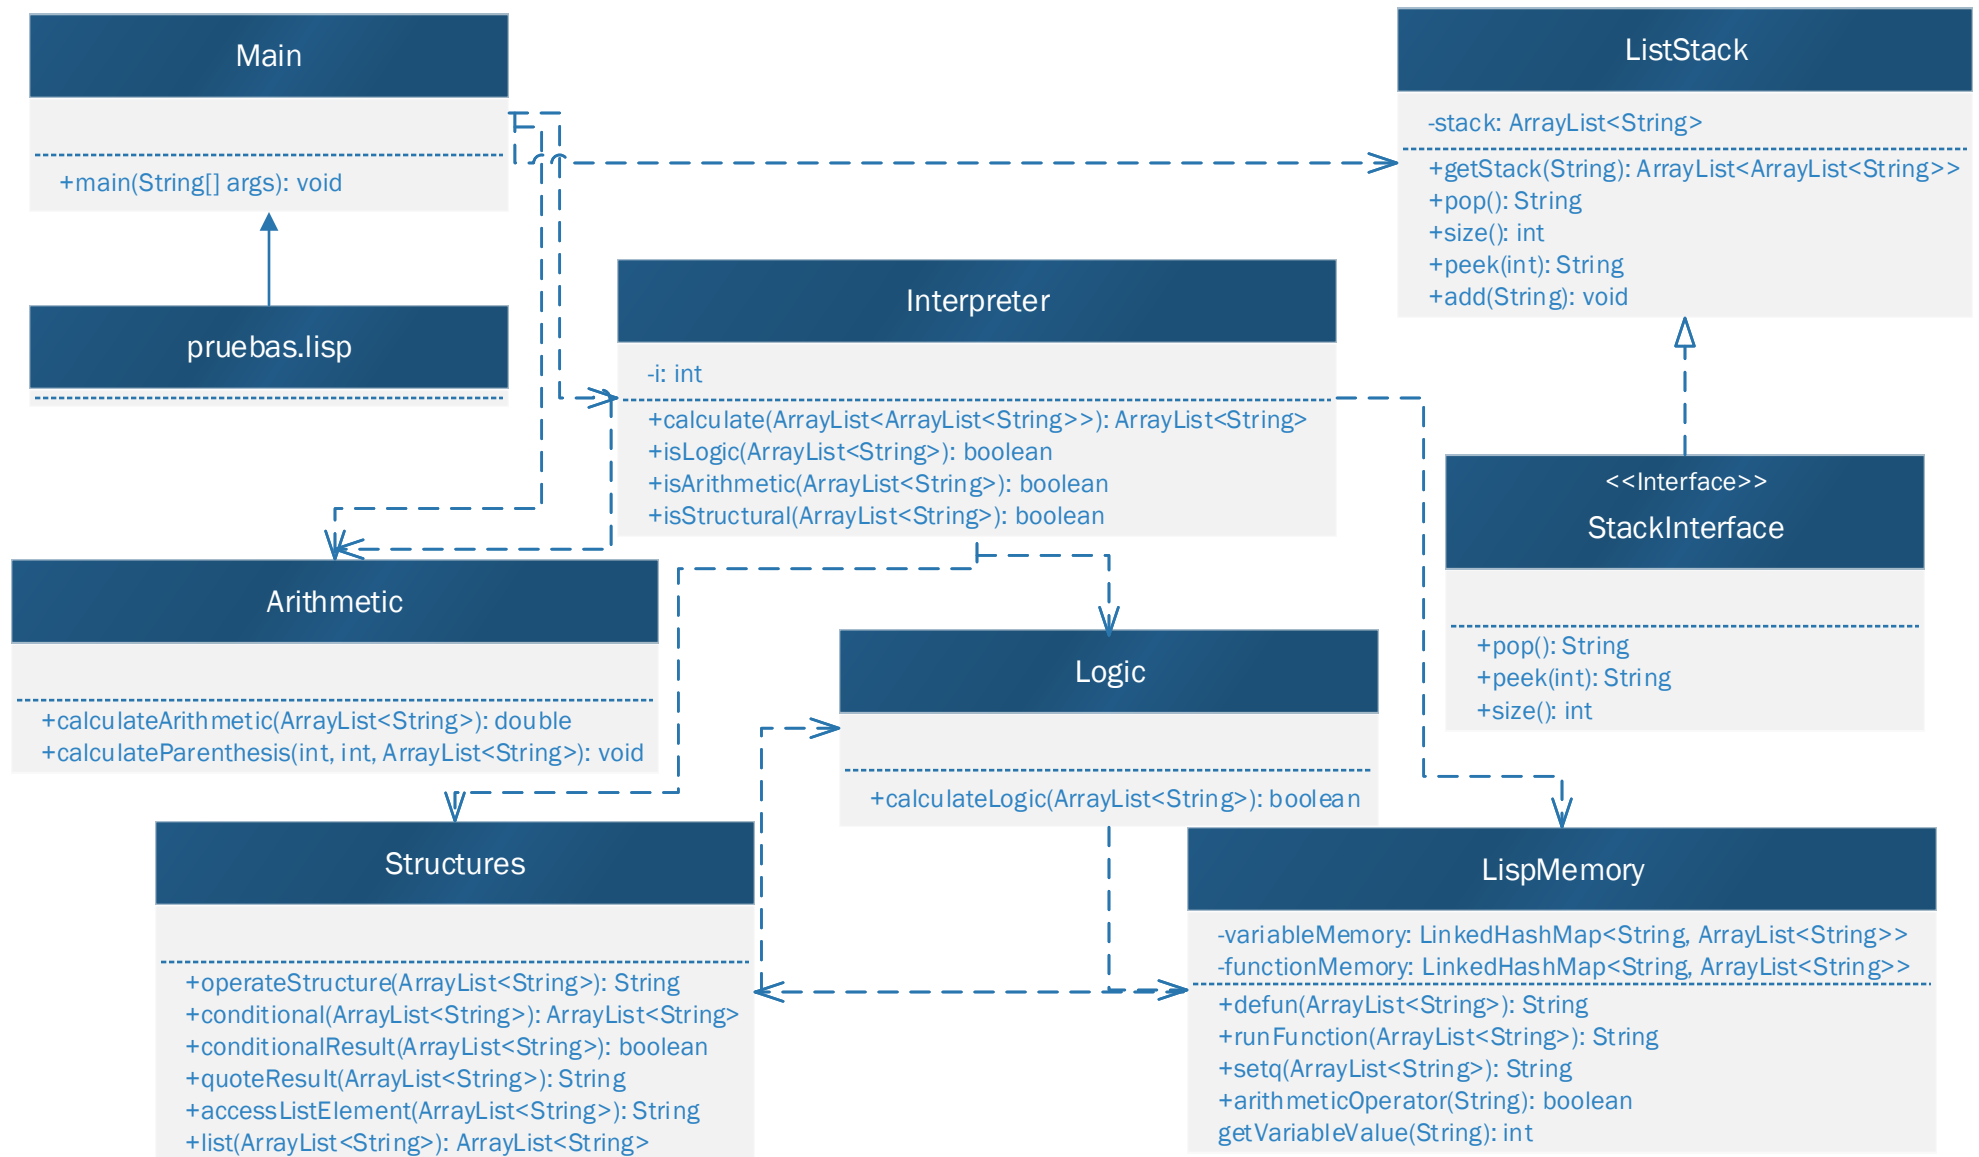 Main
+main(String[] args): void
pruebas.lisp
ListStack
-stack: ArrayList<String>
+getStack(String): ArrayList<ArrayList<String>>
+pop(): String
+size(): int
+peek(int): String
+add(String): void
Interpreter
-i: int
+calculate(ArrayList<ArrayList<String>>): ArrayList<String>
+isLogic(ArrayList<String>): boolean
+isArithmetic(ArrayList<String>): boolean
+isStructural(ArrayList<String>): boolean
<<Interface>>
StackInterface
+pop(): String
+peek(int): String
+size(): int
Arithmetic
+calculateArithmetic(ArrayList<String>): double
+calculateParenthesis(int, int, ArrayList<String>): void
Logic
+calculateLogic(ArrayList<String>): boolean
Structures
+operateStructure(ArrayList<String>): String
+conditional(ArrayList<String>): ArrayList<String>
+conditionalResult(ArrayList<String>): boolean
+quoteResult(ArrayList<String>): String
+accessListElement(ArrayList<String>): String
+list(ArrayList<String>): ArrayList<String>
LispMemory
-variableMemory: LinkedHashMap<String, ArrayList<String>>
-functionMemory: LinkedHashMap<String, ArrayList<String>>
+defun(ArrayList<String>): String
+runFunction(ArrayList<String>): String
+setq(ArrayList<String>): String
+arithmeticOperator(String): boolean
getVariableValue(String): int